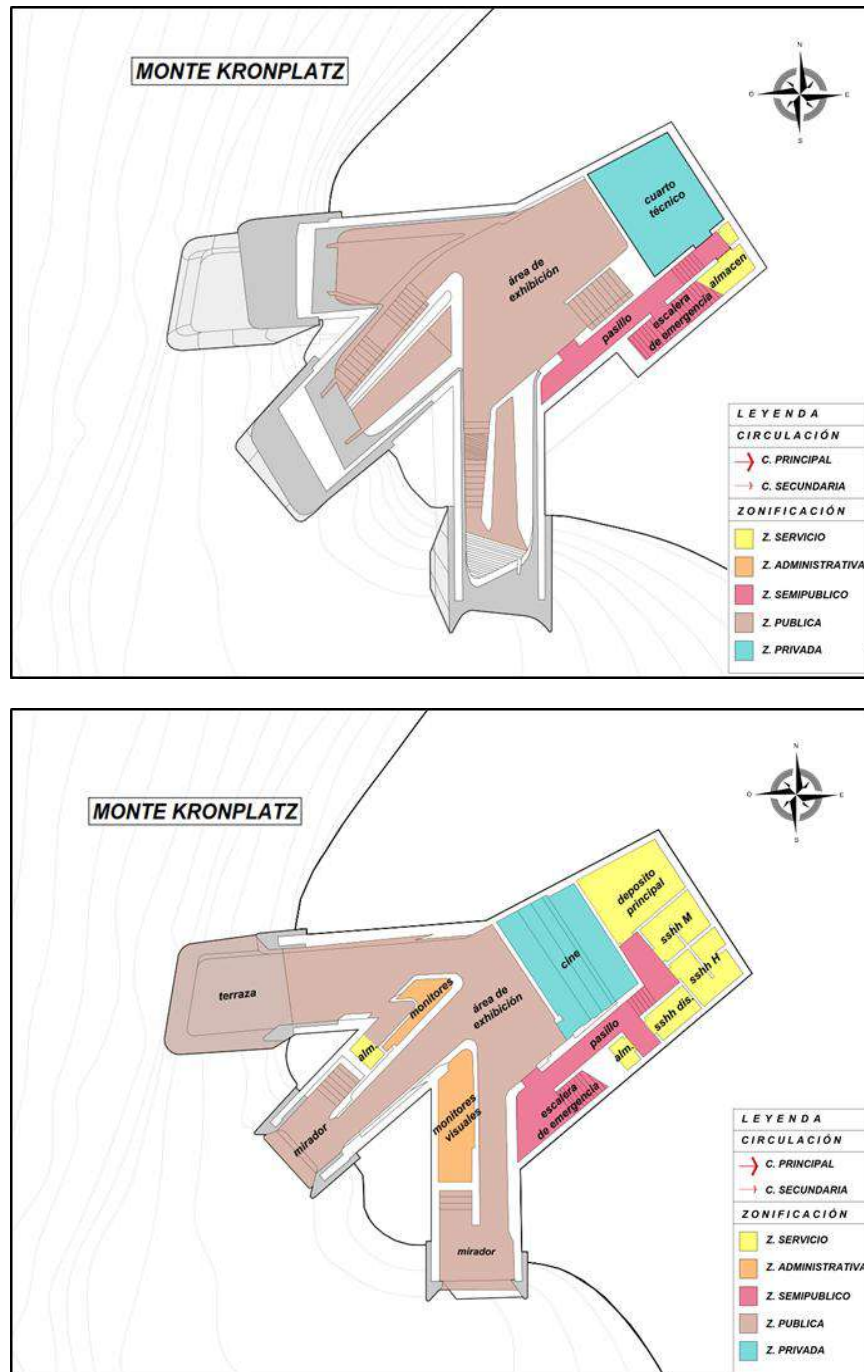 MONTE KRONPLATZ
N
O
E
S
cuarto
técnico
área de
exhibición
almacen
pasillo
escalera
de emergencia
LEYENDA
CIRCULACIÓN
C. PRINCIPAL
C. SECUNDARIA
ZONIFICACIÓN
Z. SERVICIO
Z. ADMINISTRATIVA
Z. SEMIPUBLICO
Z. PUBLICA
Z. PRIVADA
MONTE KRONPLATZ
N
O
E
S
deposito
principal
sshh M
sshh H
cine
terraza
monitores
área de
exhibición
alm.
pasillo
sshh dis.
alm.
escalera
de emergencia
mirador
monitores
visuales
mirador
LEYENDA
CIRCULACIÓN
C. PRINCIPAL
C. SECUNDARIA
ZONIFICACIÓN
Z. SERVICIO
Z. ADMINISTRATIVA
Z. SEMIPUBLICO
Z. PUBLICA
Z. PRIVADA